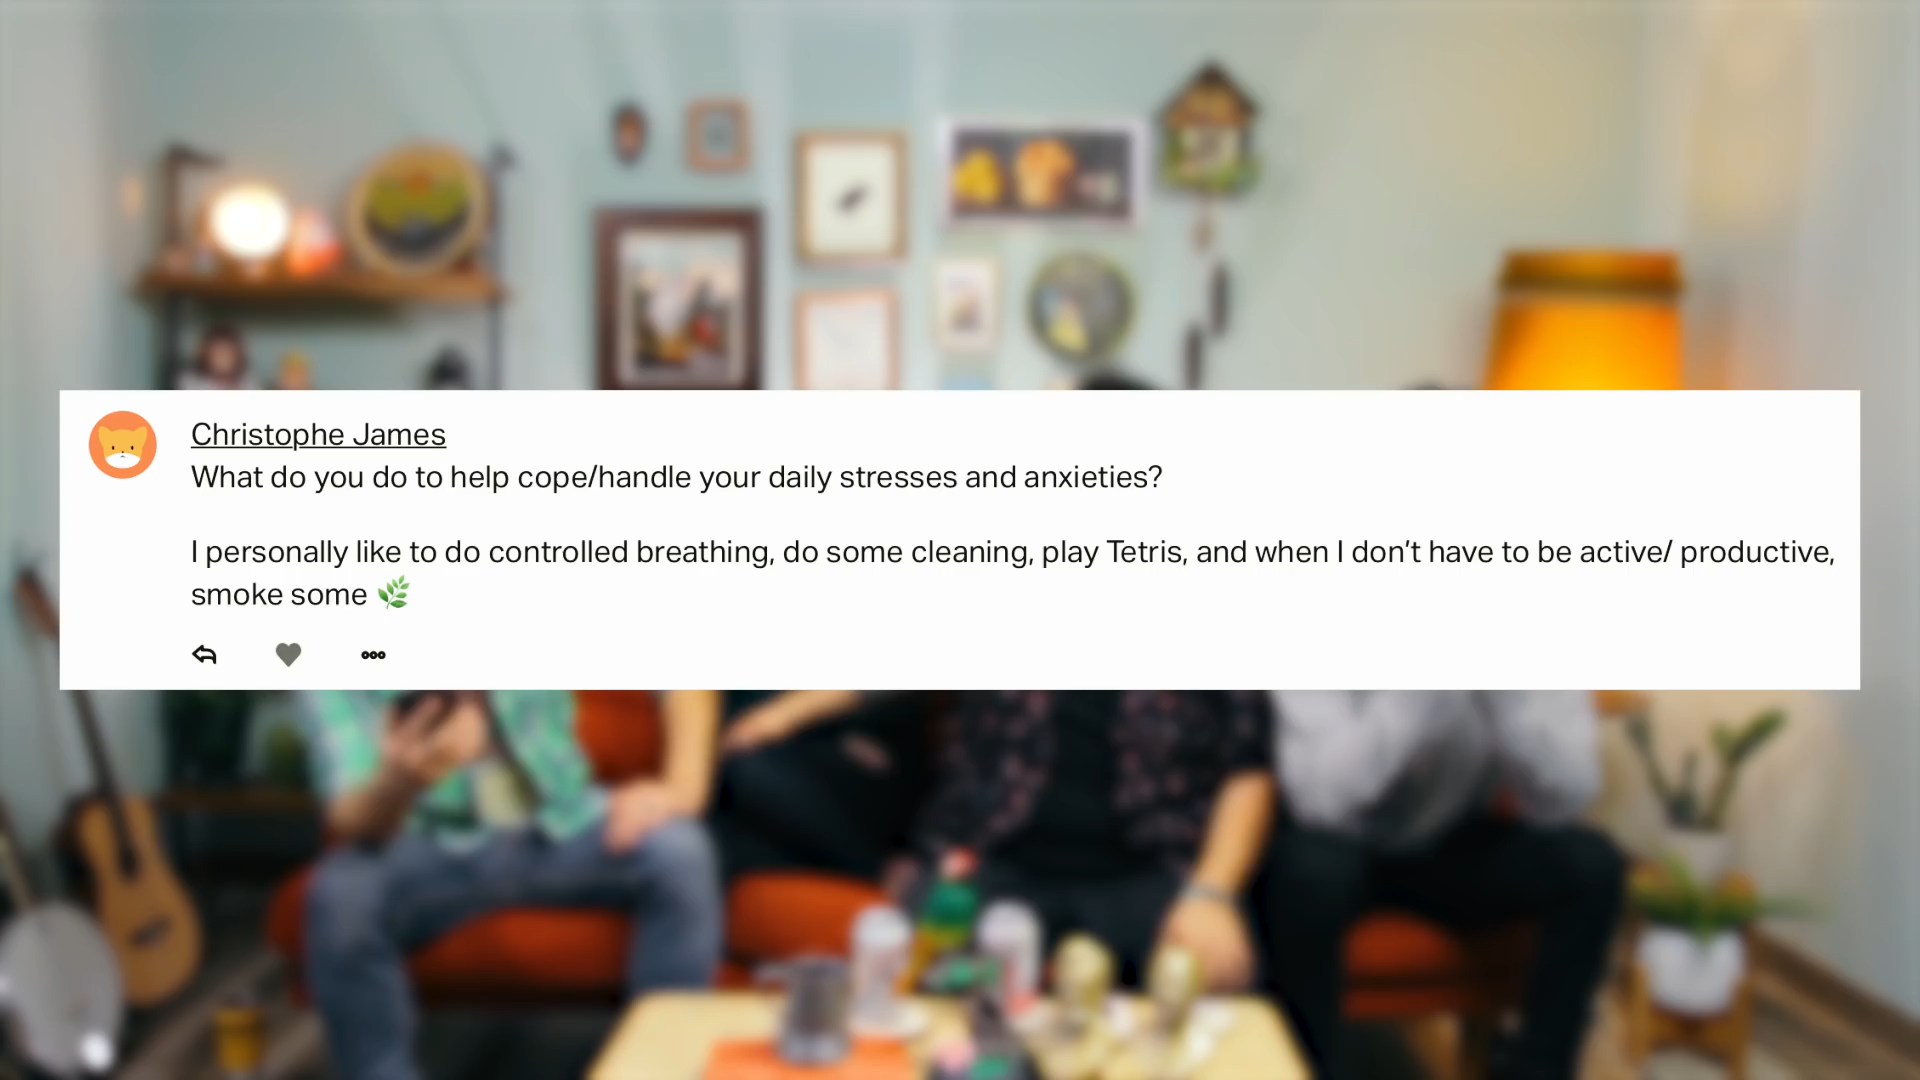 Christophe James
What do you do to help cope/handle your daily stresses and anxieties?
I personally like to do controlled breathing, do some cleaning, play Tetris, and when I don’t have to be active/ productive,
smoke some 🌿